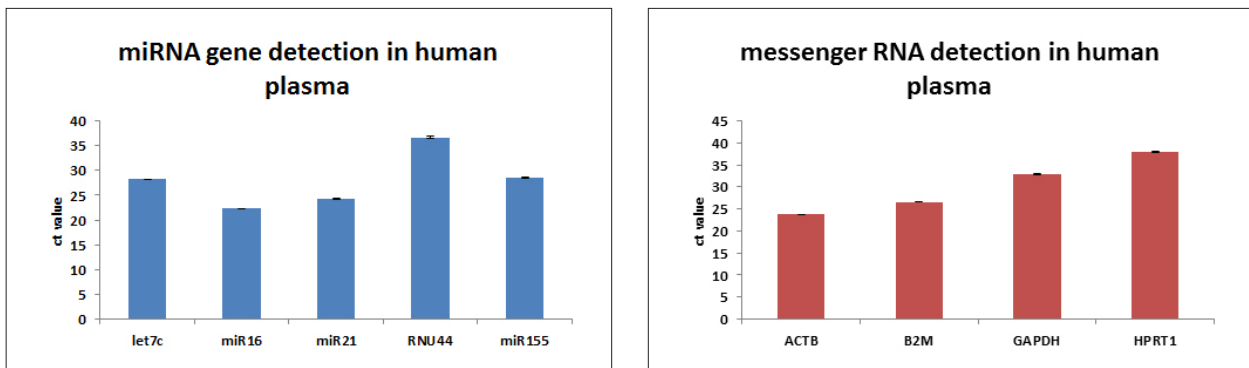 miRNA gene detection in human
plasma
40
35
30
25
20
15
10
5
0
ct value
let7c miR16 miR21 RNU44 miR155
messenger RNA detection in human
plasma
45
40
35
30
25
20
15
10
5
0
ct value
ACTB B2M GAPDH HPRT1